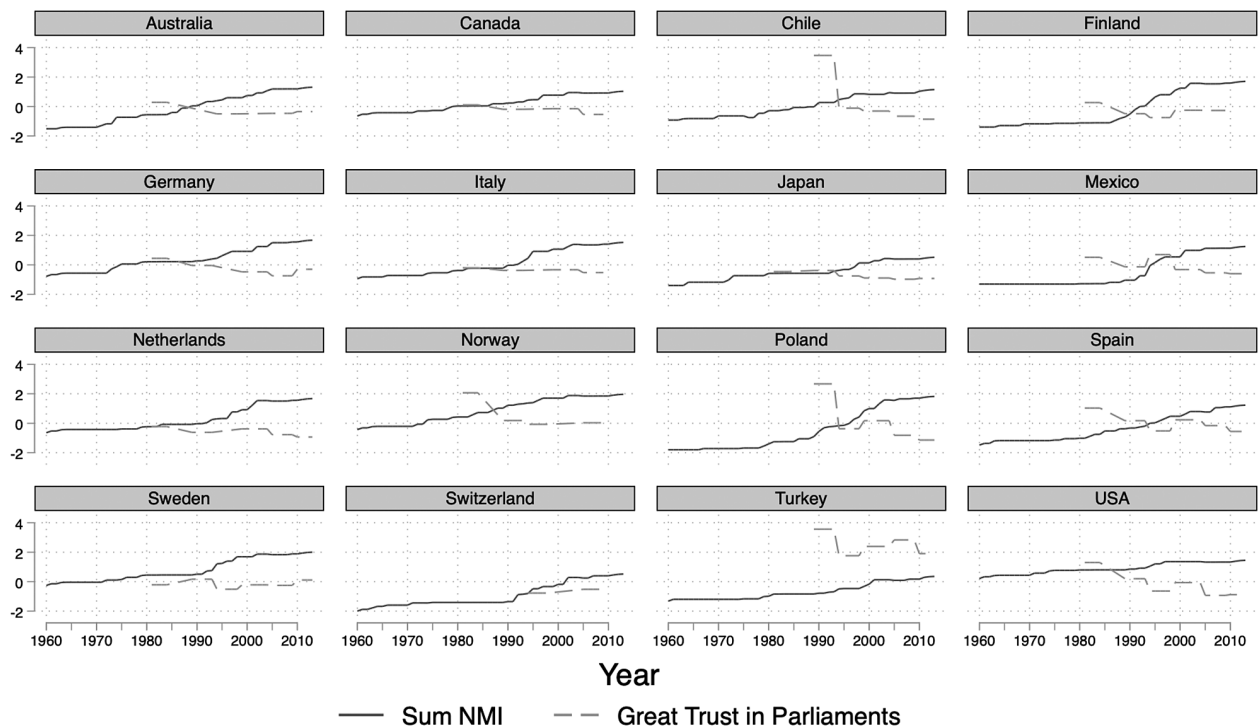 Australia Canada Chile Finland
4
2
0
-2
Germany Italy Japan Mexico
4
2
0
-2
Netherlands Norway Poland Spain
4
2
0
-2
Sweden Switzerland Turkey USA
4
2
0
-2
1960 1970 1980 1990 2000 2010 1960 1970 1980 1990 2000 2010 1960 1970 1980 1990 2000 2010 1960 1970 1980 1990 2000 2010
Year
Sum NMI Great Trust in Parliaments